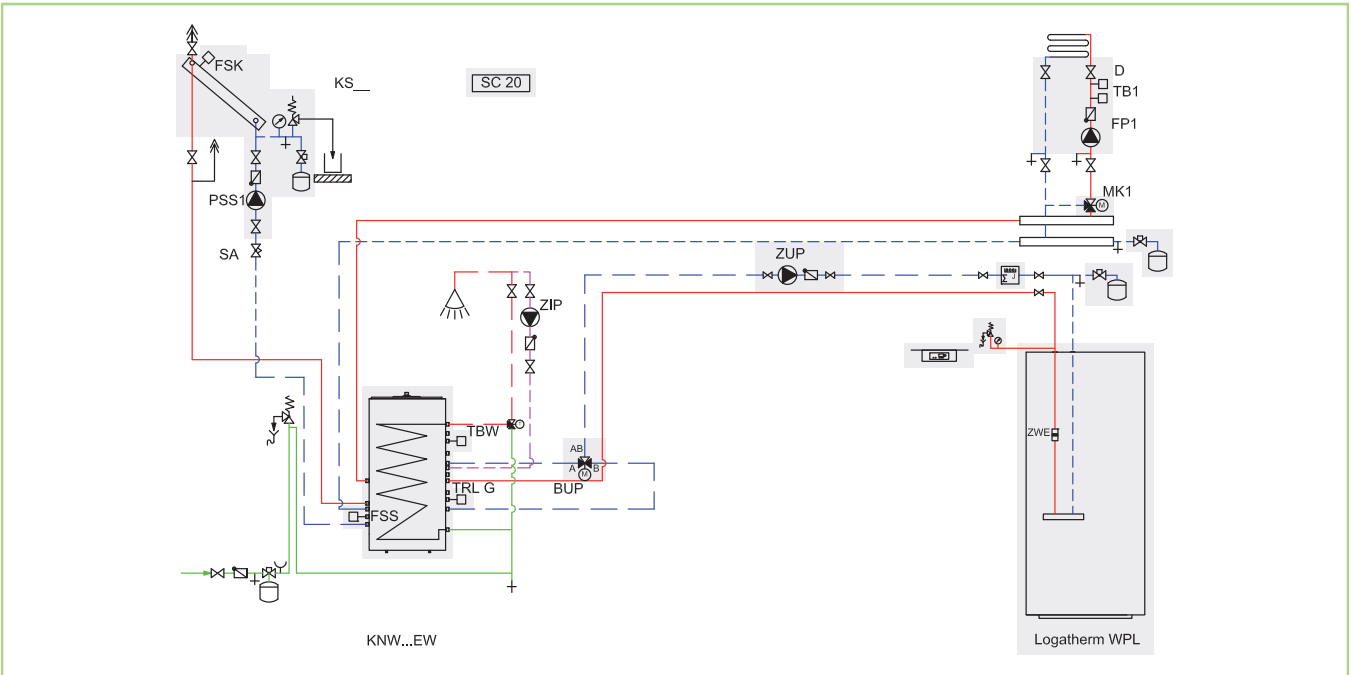 FSK
KS__
SC 20
D
TB1
FP1
PSS1
MK1
SA
ZUP
ZIP
Σ J
ZWE
TBW
AB
A
M
B
TRL G
BUP
FSS
M
T
KNW...EW
Logatherm WPL